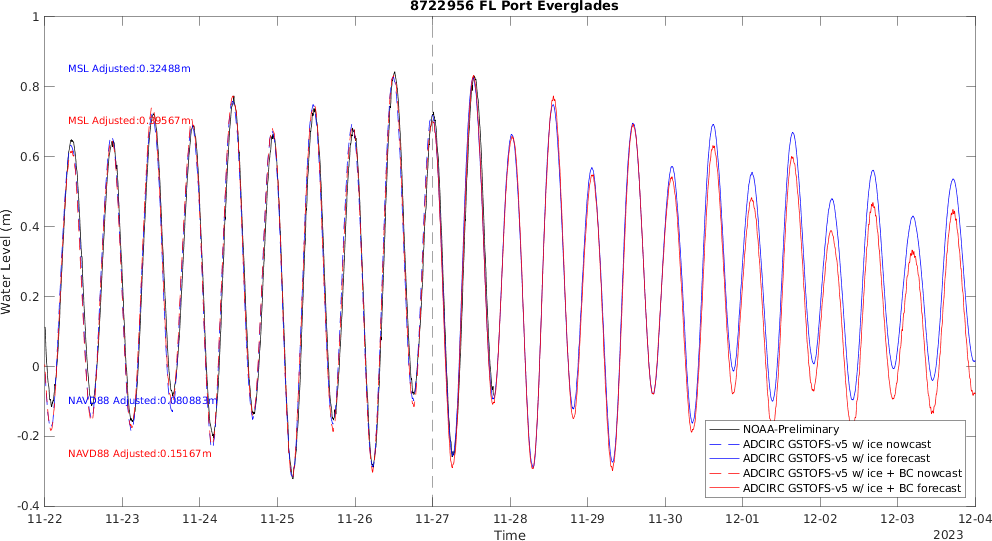 8722956 FL Port Everglades
1
0.8
0.6
0.4
0.2
0
-0.2
-0.4
Water Level (m)
MSL Adjusted:0.32488m
MSL Adjusted:0.19567m
NAVD88 Adjusted:0.080883m
NAVD88 Adjusted:0.15167m
NOAA-Preliminary
ADCIRC GSTOFS-v5 w/ ice nowcast
ADCIRC GSTOFS-v5 w/ ice forecast
ADCIRC GSTOFS-v5 w/ ice + BC nowcast
ADCIRC GSTOFS-v5 w/ ice + BC forecast
11-22 11-23 11-24 11-25 11-26 11-27 11-28 11-29 11-30 12-01 12-02 12-03 12-04
Time
2023